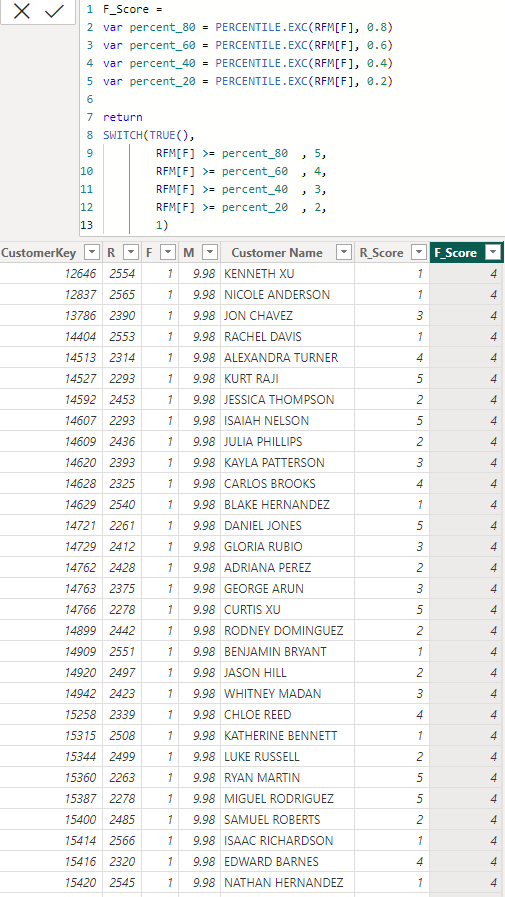 1 F_Score =
2 var percent_80 = PERCENTILE.EXC(RFM[F], 0.8)
3 var percent_60 = PERCENTILE.EXC(RFM[F], 0.6)
4 var percent_40 = PERCENTILE.EXC(RFM[F], 0.4)
5 var percent_20 = PERCENTILE.EXC(RFM[F], 0.2)
6
7 return
8 SWITCH(TRUE(),
9 RFM[F] >= percent_80 , 5,
10 RFM[F] >= percent_60 , 4,
11 RFM[F] >= percent_40 , 3,
12 RFM[F] >= percent_20 , 2,
13 1)
CustomerKey R F M Customer Name R_Score F_Score
12646 2554 1 9.98 KENNETH XU 1 4
12837 2565 1 9.98 NICOLE ANDERSON 1 4
13786 2390 1 9.98 JON CHAVEZ 3 4
14404 2553 1 9.98 RACHEL DAVIS 1 4
14513 2314 1 9.98 ALEXANDRA TURNER 4 4
14527 2293 1 9.98 KURT RAJI 5 4
14592 2453 1 9.98 JESSICA THOMPSON 2 4
14607 2293 1 9.98 ISAIAH NELSON 5 4
14609 2436 1 9.98 JULIA PHILLIPS 2 4
14620 2393 1 9.98 KAYLA PATTERSON 3 4
14628 2325 1 9.98 CARLOS BROOKS 4 4
14629 2540 1 9.98 BLAKE HERNANDEZ 1 4
14721 2261 1 9.98 DANIEL JONES 5 4
14729 2412 1 9.98 GLORIA RUBIO 3 4
14762 2428 1 9.98 ADRIANA PEREZ 2 4
14763 2375 1 9.98 GEORGE ARUN 3 4
14766 2278 1 9.98 CURTIS XU 5 4
14899 2442 1 9.98 RODNEY DOMINGUEZ 2 4
14909 2551 1 9.98 BENJAMIN BRYANT 1 4
14920 2497 1 9.98 JASON HILL 2 4
14942 2423 1 9.98 WHITNEY MADAN 3 4
15258 2339 1 9.98 CHLOE REED 4 4
15315 2508 1 9.98 KATHERINE BENNETT 1 4
15344 2499 1 9.98 LUKE RUSSELL 2 4
15360 2263 1 9.98 RYAN MARTIN 5 4
15387 2278 1 9.98 MIGUEL RODRIGUEZ 5 4
15400 2485 1 9.98 SAMUEL ROBERTS 2 4
15414 2566 1 9.98 ISAAC RICHARDSON 1 4
15416 2320 1 9.98 EDWARD BARNES 4 4
15420 2545 1 9.98 NATHAN HERNANDEZ 1 4